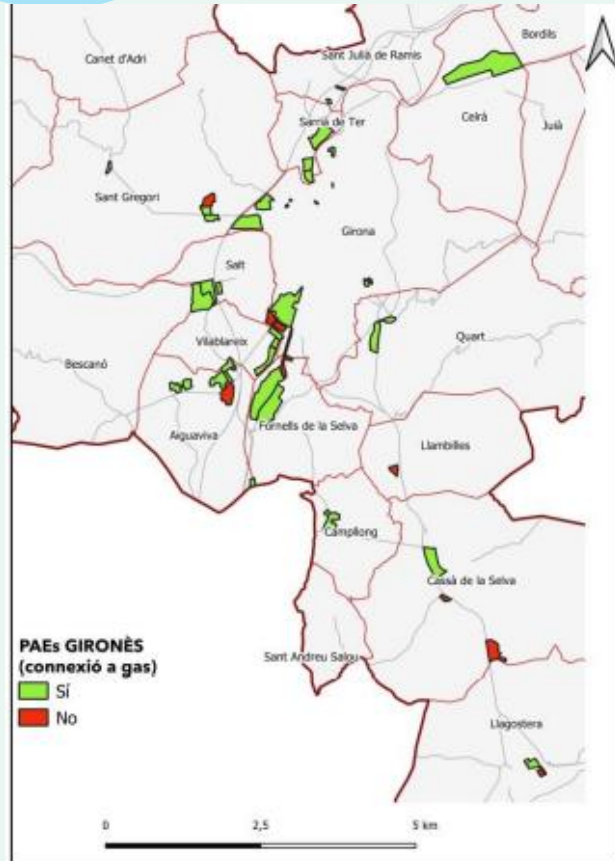 Bordils
Canet d'Adri
Sant Julià de Ramis
Sarrià de Ter
Celrà
Juià
Sant Gregori
Girona
Salt
Quart
Vilablareix
Bescanó
Aiguaviva
Fornells de la Selva
Llambilles
Campllong
Cassà de la Selva
PAEs GIRONÈS
(connexió a gas)
Sí
No
Sant Andreu Salou
Llagostera
0 2,5 5 km